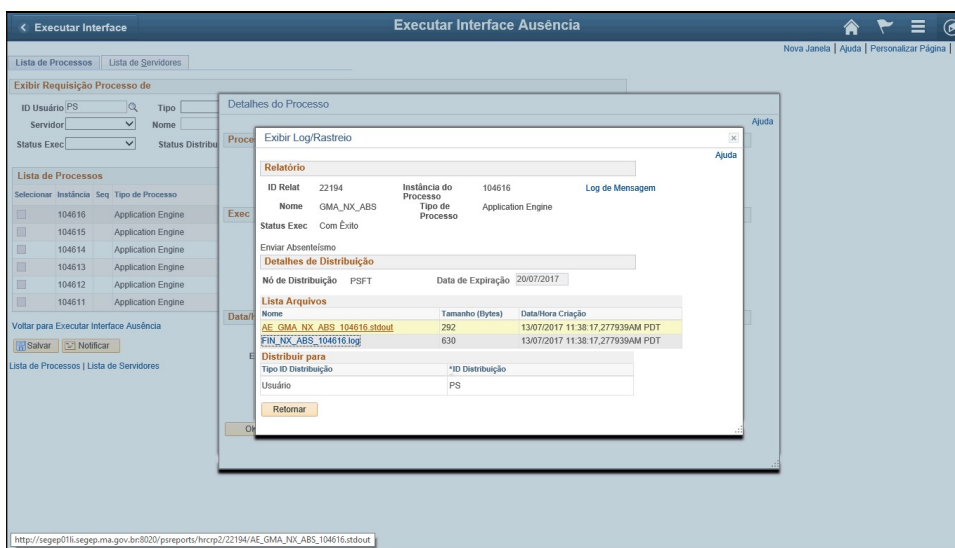 Executar Interface
Executar Interface Ausência
Nova Janela | Ajuda | Personalizar Página |
Lista de Processos
Lista de Servidores
Exibir Requisição Processo de
ID Usuário PS Tipo
Servidor Nome
Status Exec Status Distribu
Lista de Processos
Selecionar Instância Seq Tipo de Processo
104616 Application Engine
104615 Application Engine
104614 Application Engine
104613 Application Engine
104612 Application Engine
104611 Application Engine
Voltar para Executar Interface Ausência
Salvar Notificar
Lista de Processos | Lista de Servidores
Detalhes do Processo
Ajuda
Proce
Exec
Data/H
Exibir Log/Rastreio
Ajuda
Relatório
ID Relat 22194 Instância do Processo 104616 Log de Mensagem
Nome GMA_NX_ABS Tipo de Processo Application Engine
Status Exec Com Êxito
Enviar Absenteísmo
Detalhes de Distribuição
Nó de Distribuição PSFT Data de Expiração 20/07/2017
Lista Arquivos
Nome Tamanho (Bytes) Data/Hora Criação
AE_GMA_NX_ABS_104616.stdout 292 13/07/2017 11:38:17,277939AM PDT
FIN_NX_ABS_104616.log 630 13/07/2017 11:38:17,277939AM PDT
Distribuir para
Tipo ID Distribuição *ID Distribuição
Usuário PS
Retornar
http://segep01li.segep.ma.gov.br:8020/psreports/hrcrp2/22194/AE_GMA_NX_ABS_104616.stdout